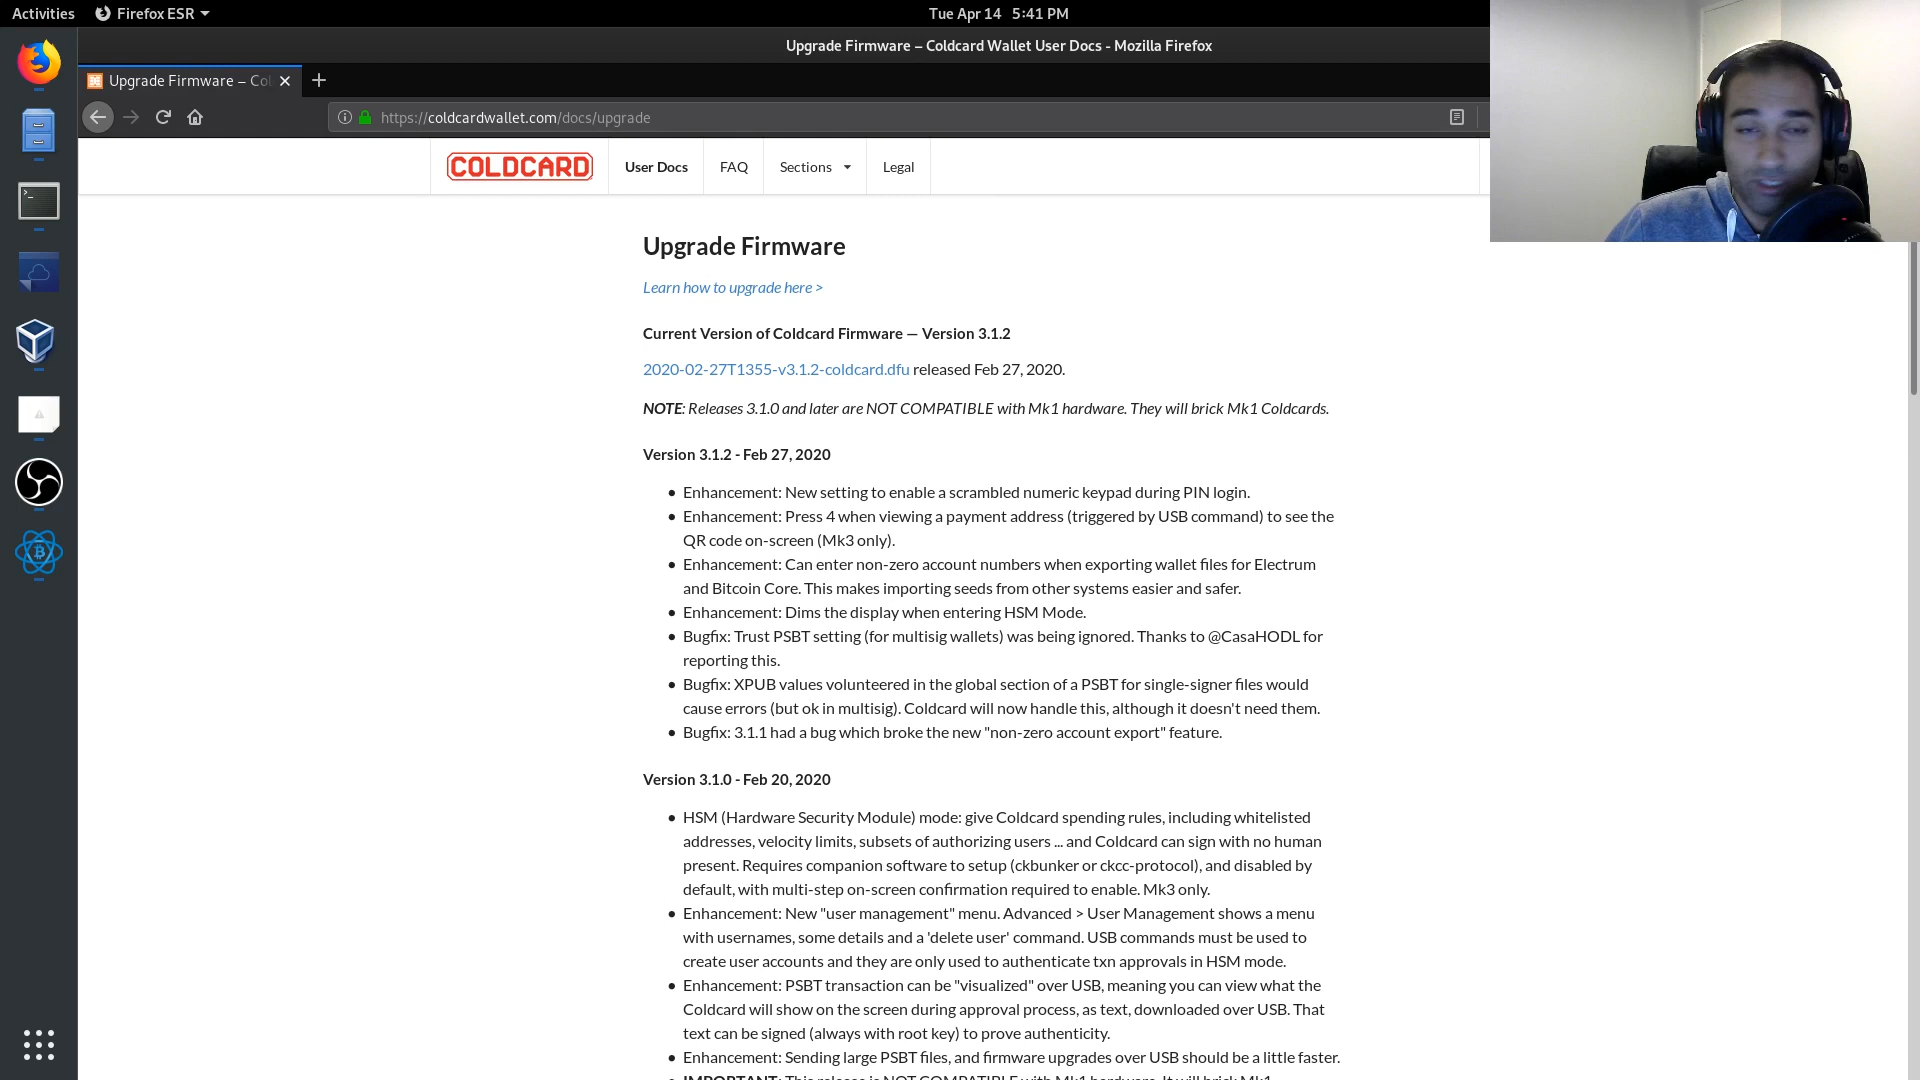 Activities
Firefox ESR
Tue Apr 14 5:41 PM
Upgrade Firmware – Coldcard Wallet User Docs - Mozilla Firefox
Upgrade Firmware – Col
https://coldcardwallet.com/docs/upgrade
COLDCARD
User Docs
FAQ
Sections
Legal
Upgrade Firmware
Learn how to upgrade here >
Current Version of Coldcard Firmware — Version 3.1.2
2020-02-27T1355-v3.1.2-coldcard.dfu released Feb 27, 2020.
NOTE: Releases 3.1.0 and later are NOT COMPATIBLE with Mk1 hardware. They will brick Mk1 Coldcards.
Version 3.1.2 - Feb 27, 2020
• Enhancement: New setting to enable a scrambled numeric keypad during PIN login.
• Enhancement: Press 4 when viewing a payment address (triggered by USB command) to see the
QR code on-screen (Mk3 only).
• Enhancement: Can enter non-zero account numbers when exporting wallet files for Electrum
and Bitcoin Core. This makes importing seeds from other systems easier and safer.
• Enhancement: Dims the display when entering HSM Mode.
• Bugfix: Trust PSBT setting (for multisig wallets) was being ignored. Thanks to @CasaHODL for
reporting this.
• Bugfix: XPUB values volunteered in the global section of a PSBT for single-signer files would
cause errors (but ok in multisig). Coldcard will now handle this, although it doesn't need them.
• Bugfix: 3.1.1 had a bug which broke the new "non-zero account export" feature.
Version 3.1.0 - Feb 20, 2020
• HSM (Hardware Security Module) mode: give Coldcard spending rules, including whitelisted
addresses, velocity limits, subsets of authorizing users ... and Coldcard can sign with no human
present. Requires companion software to setup (ckbunker or ckcc-protocol), and disabled by
default, with multi-step on-screen confirmation required to enable. Mk3 only.
• Enhancement: New "user management" menu. Advanced > User Management shows a menu
with usernames, some details and a 'delete user' command. USB commands must be used to
create user accounts and they are only used to authenticate txn approvals in HSM mode.
• Enhancement: PSBT transaction can be "visualized" over USB, meaning you can view what the
Coldcard will show on the screen during approval process, as text, downloaded over USB. That
text can be signed (always with root key) to prove authenticity.
• Enhancement: Sending large PSBT files, and firmware upgrades over USB should be a little faster.
• IMPORTANT: This release is NOT COMPATIBLE with Mk1 hardware. It will brick Mk1